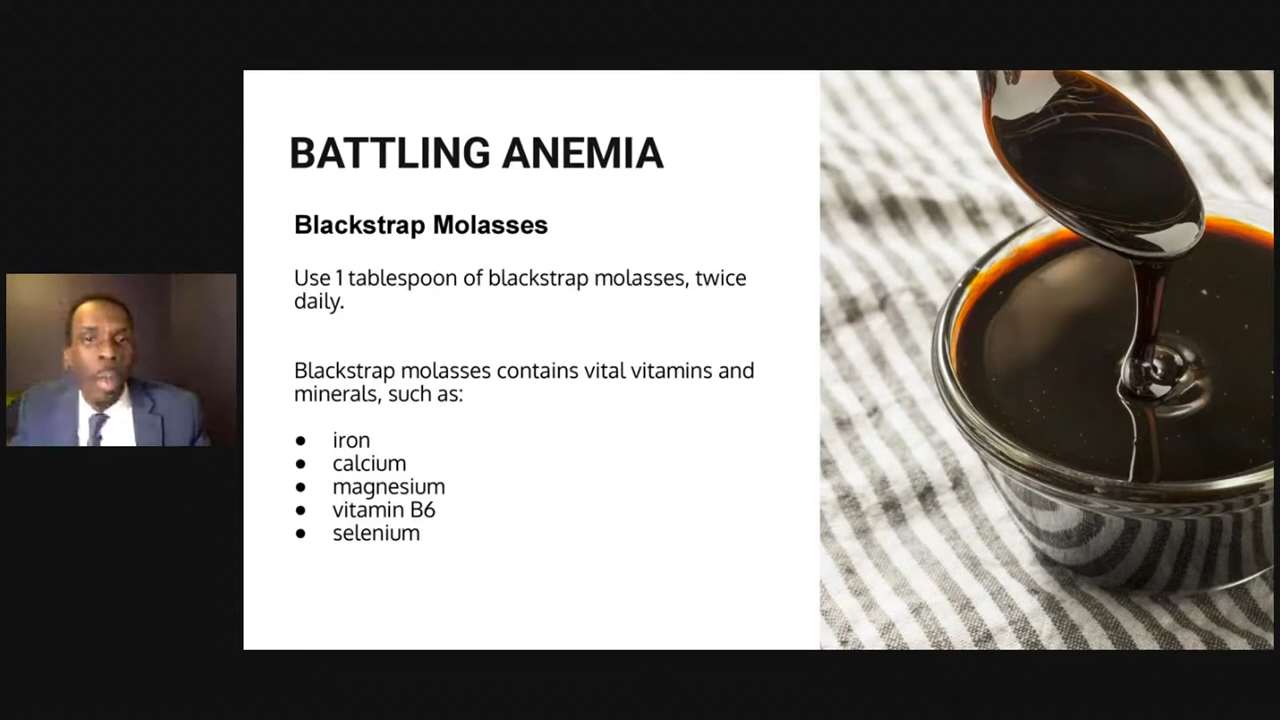 BATTLING ANEMIA
Blackstrap Molasses
Use 1 tablespoon of blackstrap molasses, twice
daily.
Blackstrap molasses contains vital vitamins and
minerals, such as:
● iron
● calcium
● magnesium
● vitamin B6
● selenium